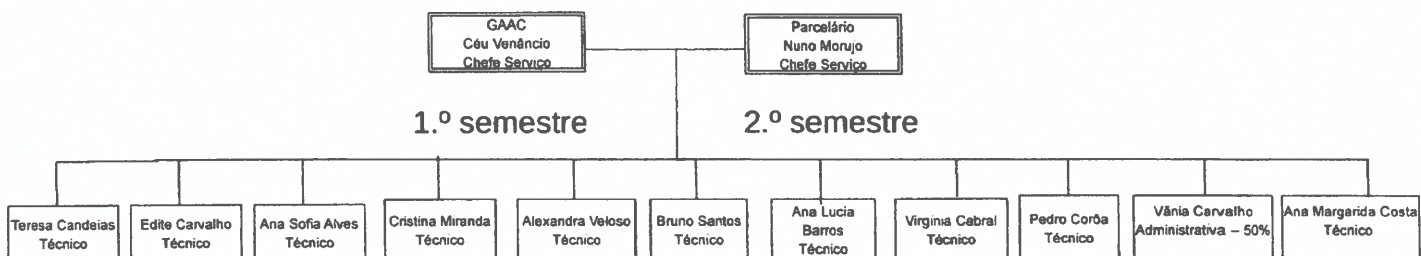 GAAC
Céu Venâncio
Chefe Serviço
Parcelário
Nuno Morujo
Chefe Serviço
1.º semestre
2.º semestre
Teresa Candeias
Técnico
Edite Carvalho
Técnico
Ana Sofia Alves
Técnico
Cristina Miranda
Técnico
Alexandra Veloso
Técnico
Bruno Santos
Técnico
Ana Lucia
Barros
Técnico
Virginia Cabral
Técnico
Pedro Corôa
Técnico
Vânia Carvalho
Administrativa – 50%
Ana Margarida Costa
Técnico